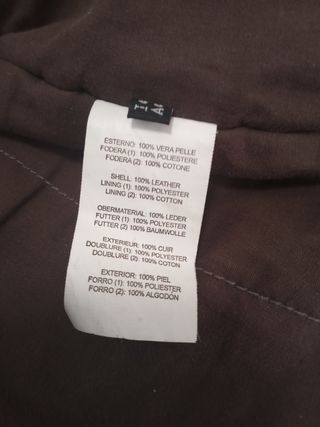 ESTERNO: 100% VERA PELLE
FODERA (1): 100% POLIESTERE
FODERA (2): 100% COTONE
SHELL: 100% LEATHER
LINING (1): 100% POLYESTER
LINING (2): 100% COTTON
OBERMATERIAL: 100% LEDER
FUTTER (1): 100% POLYESTER
FUTTER (2): 100% BAUMWOLLE
EXTERIEUR: 100% CUIR
DOUBLURE (1): 100% POLYESTER
DOUBLURE (2): 100% COTON
EXTERIOR: 100% PIEL
FORRO (1): 100% POLIESTER
FORRO (2): 100% ALGODÓN